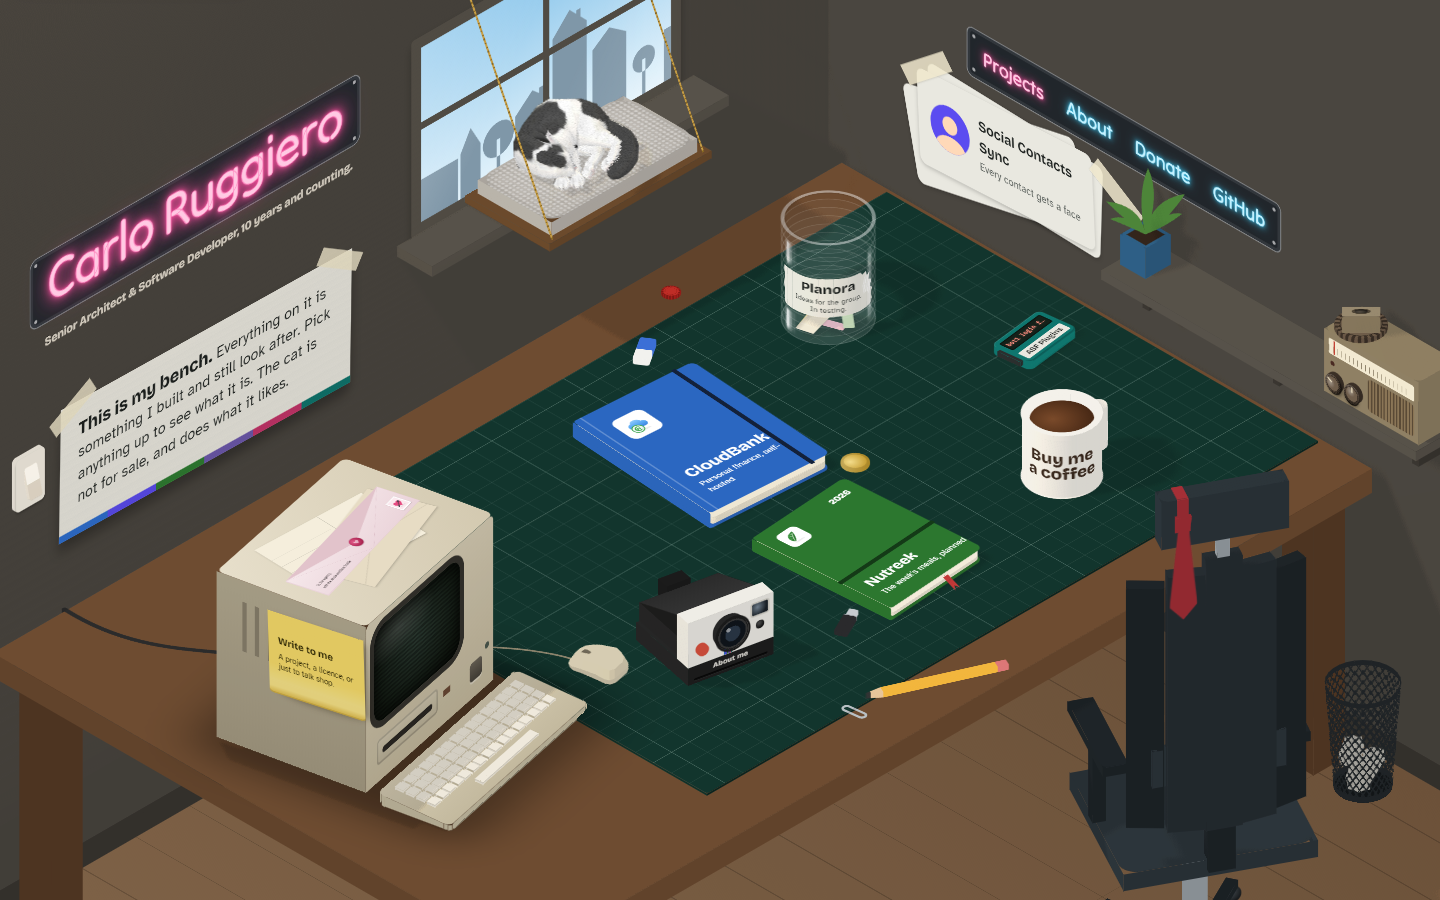 Carlo Ruggiero
Senior Architect & Software Developer, 10 years and counting.
This is my bench. Everything on it is
something I built and still look after. Pick
anything up to see what it is. The cat is
not for sale, and does what it likes.
Projects
About
Donate
GitHub
Social Contacts
Sync
Every contact gets a face
Planora
Ideas for the group.
In testing.
ASF Plugins
CloudBank
Personal finance, self-
hosted
2026
Nutreek
The week's meals, planned
Buy me
a coffee
About me
Write to me
A project, a licence, or
just to talk shop.